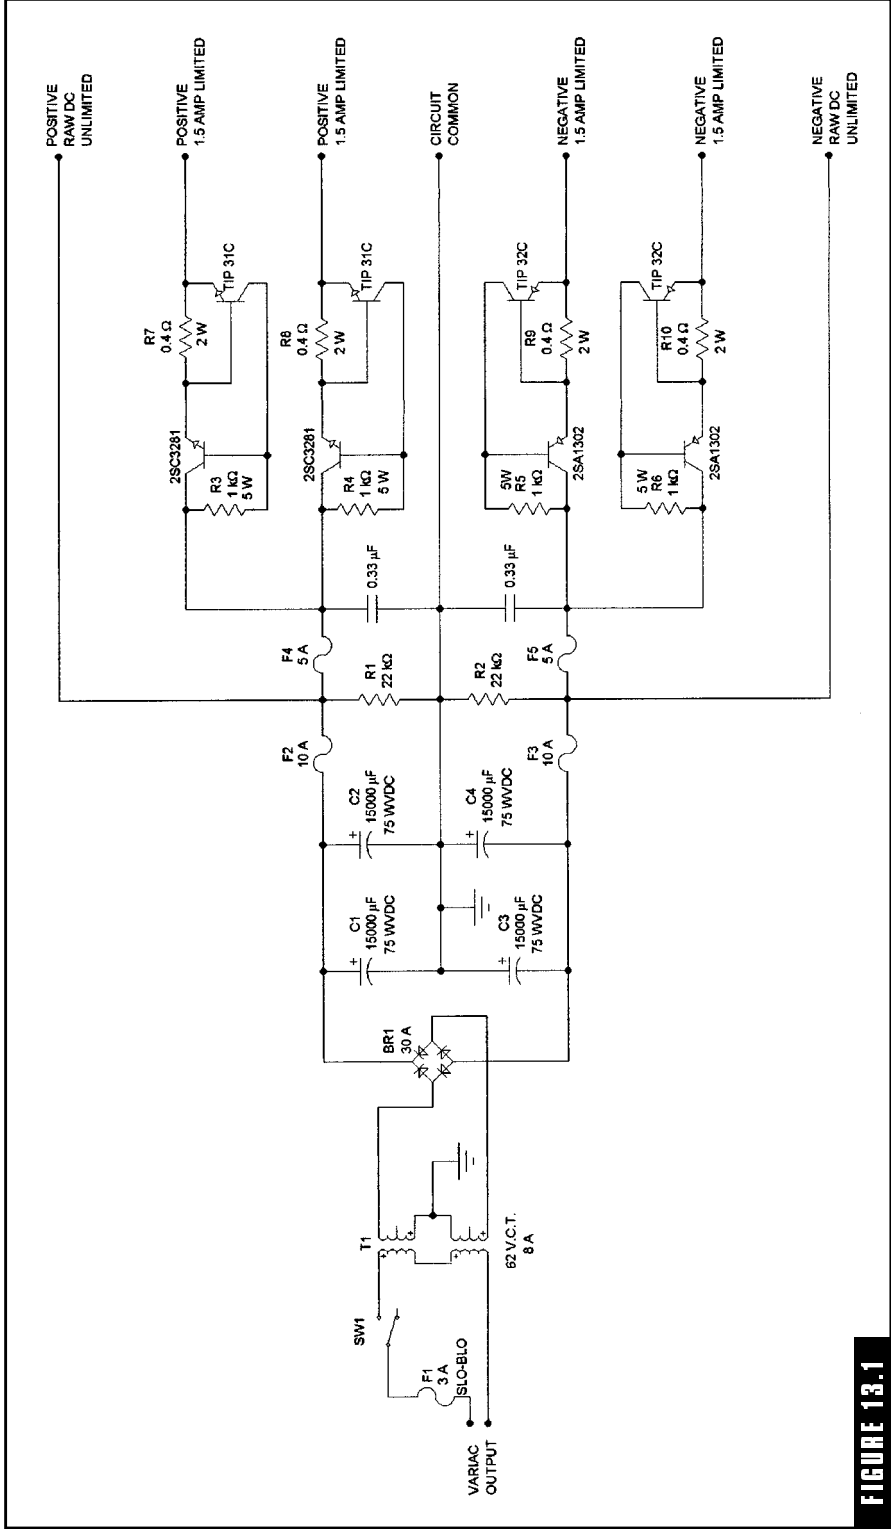 POSITIVE
RAW DC
UNLIMITED
POSITIVE
1.5 AMP LIMITED
POSITIVE
1.5 AMP LIMITED
CIRCUIT
COMMON
NEGATIVE
1.5 AMP LIMITED
NEGATIVE
1.5 AMP LIMITED
NEGATIVE
RAW DC
UNLIMITED
R7
0.4 Ω
2 W
TIP 31C
2SC3281
R3
1 kΩ
5 W
R8
0.4 Ω
2 W
TIP 31C
2SC3281
R4
1 kΩ
5 W
TIP 32C
R9
0.4 Ω
2 W
5W
R5
1 kΩ
2SA1302
TIP 32C
R10
0.4 Ω
2 W
5 W
R6
1 kΩ
2SA1302
0.33 µF
0.33 µF
F4
5 A
R1
22 kΩ
R2
22 kΩ
F5
5 A
F2
10 A
F3
10 A
C2
15000 µF
75 WVDC
+
C4
15000 µF
75 WVDC
+
C1
15000 µF
75 WVDC
+
C3
15000 µF
75 WVDC
+
BR1
30 A
T1
+
+
+
+
62 V.C.T.
8 A
SW1
F1
3 A
SLO-BLO
VARIAC
OUTPUT
FIGURE 13.1